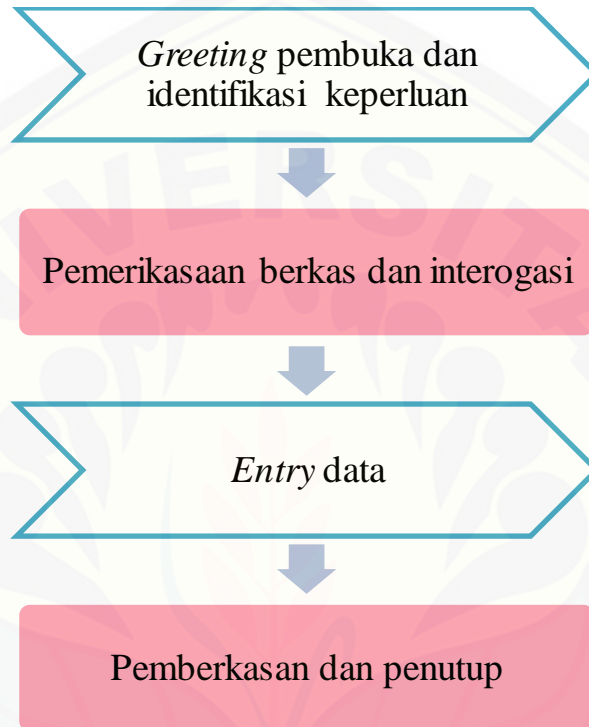 Greeting pembuka dan
identifikasi keperluan
Pemerikasaan berkas dan interogasi
Entry data
Pemberkasan dan penutup